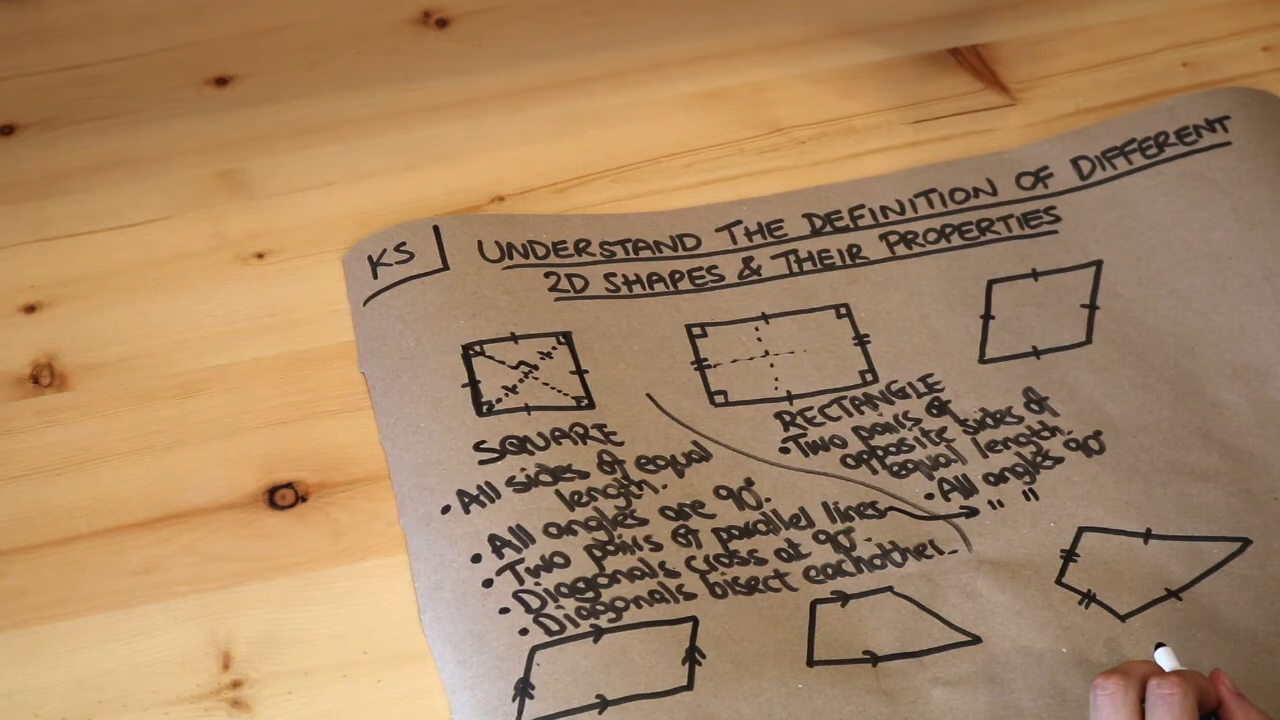 KS
UNDERSTAND THE DEFINITION OF DIFFERENT
2D SHAPES & THEIR PROPERTIES
SQUARE
• All sides of equal
length.
• All angles are 90°.
• Two pairs of parallel lines
• Diagonals cross at 90°.
• Diagonals bisect eachother.
RECTANGLE
• Two pairs of
opposite sides of
equal length.
• All angles 90°
" "